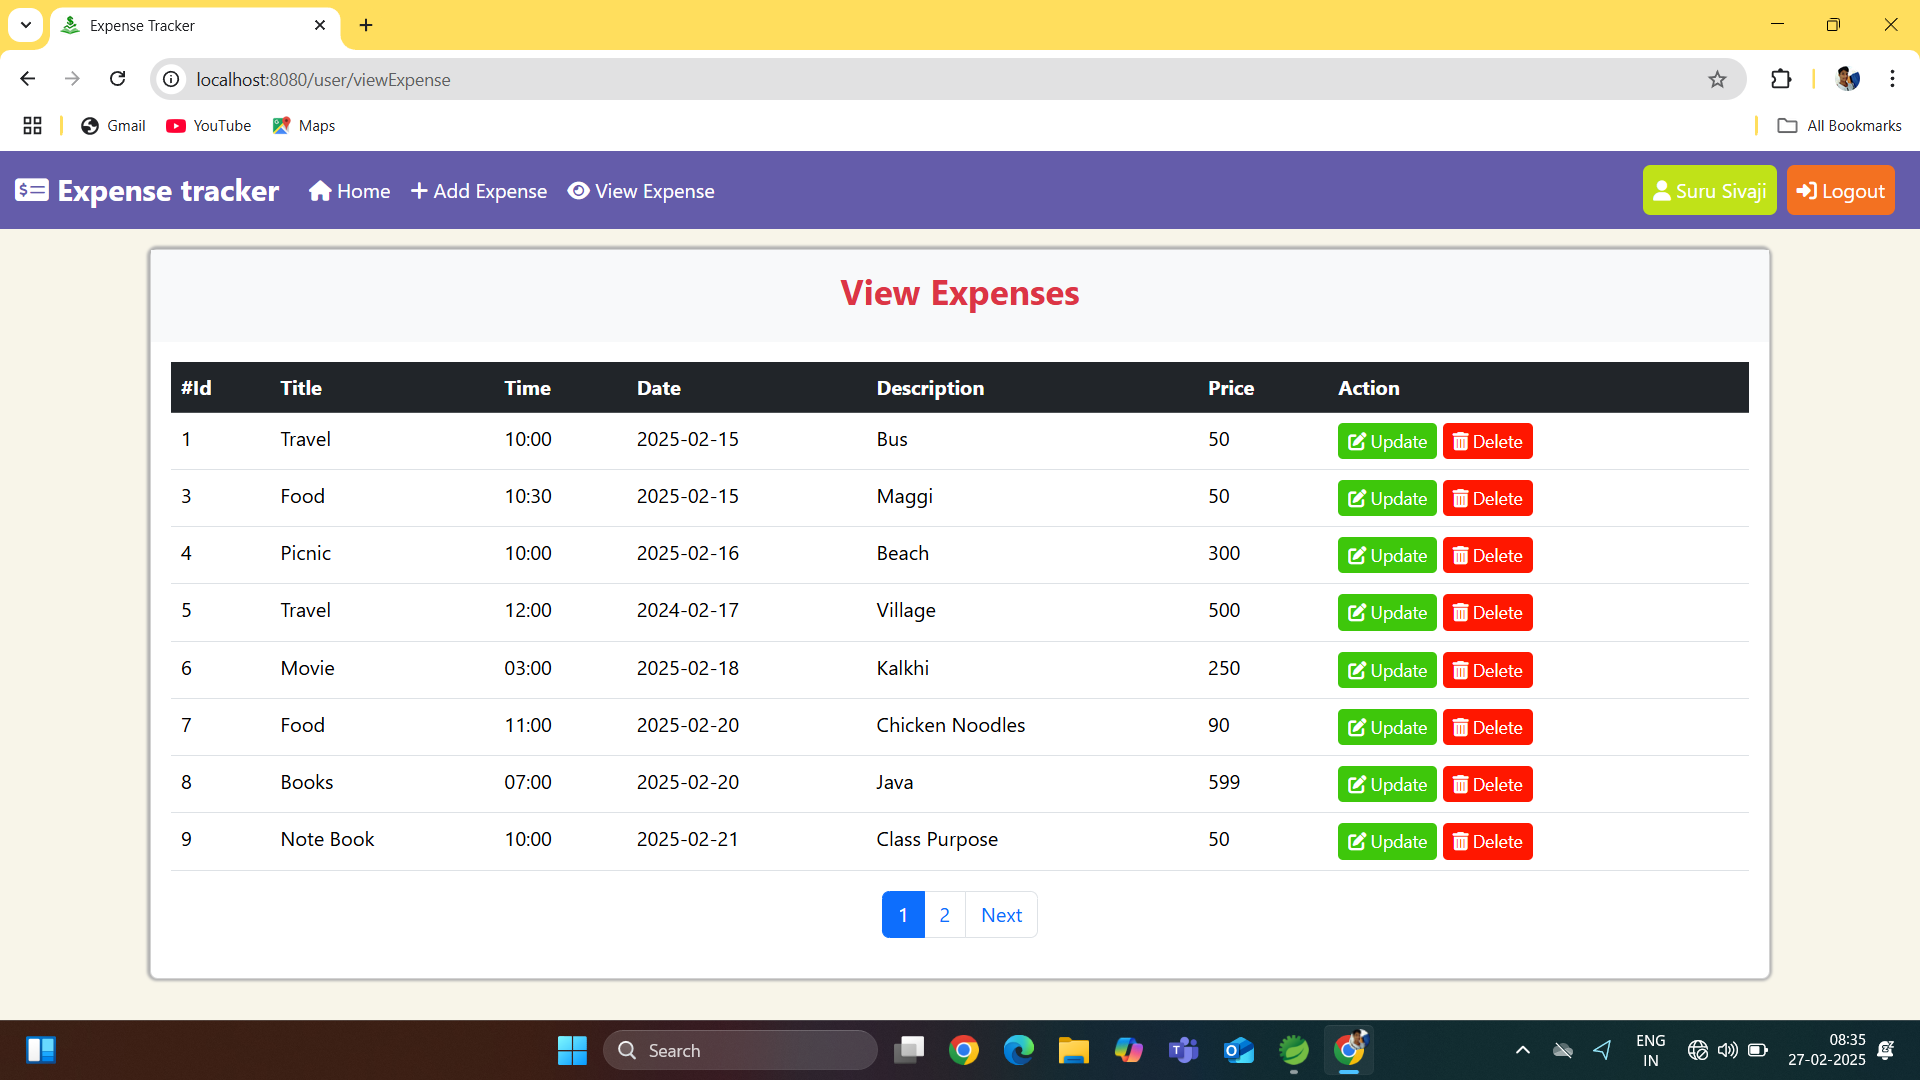 Expense Tracker
localhost:8080/user/viewExpense
Gmail YouTube Maps All Bookmarks
Expense tracker Home Add Expense View Expense Suru Sivaji Logout
View Expenses
#Id Title Time Date Description Price Action
1 Travel 10:00 2025-02-15 Bus 50 Update Delete
3 Food 10:30 2025-02-15 Maggi 50 Update Delete
4 Picnic 10:00 2025-02-16 Beach 300 Update Delete
5 Travel 12:00 2024-02-17 Village 500 Update Delete
6 Movie 03:00 2025-02-18 Kalkhi 250 Update Delete
7 Food 11:00 2025-02-20 Chicken Noodles 90 Update Delete
8 Books 07:00 2025-02-20 Java 599 Update Delete
9 Note Book 10:00 2025-02-21 Class Purpose 50 Update Delete
1 2 Next
Search
ENG
IN
08:35
27-02-2025